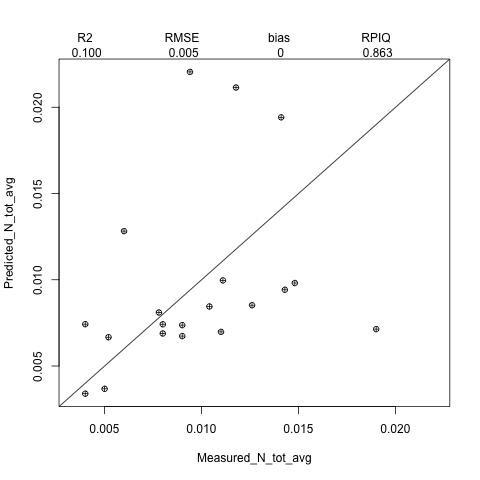 R2 RMSE bias RPIQ
0.100 0.005 0 0.863
Predicted_N_tot_avg
0.020
0.015
0.010
0.005
0.005 0.010 0.015 0.020
Measured_N_tot_avg